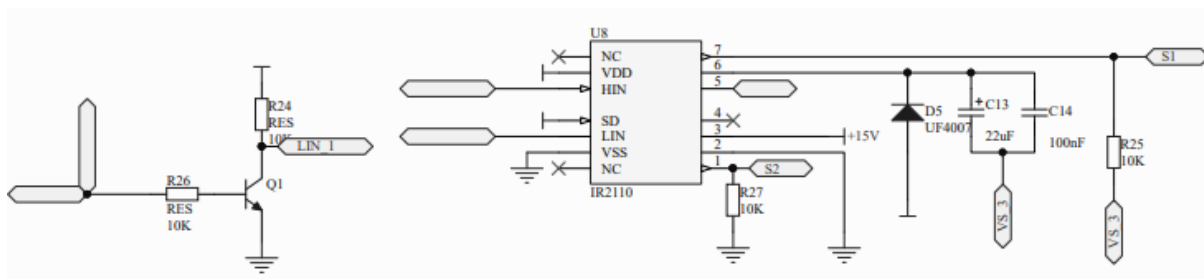 U8
NC
VDD
HIN
SD
LIN
VSS
NC
IR2110
7
6
5
4
3
2
1
R24
RES
10K
LIN_1
R26
RES
10K
Q1
S1
+15V
S2
R27
10K
D5
UF4007
+
C13
22uF
C14
100nF
R25
10K
VS_3
VS_3